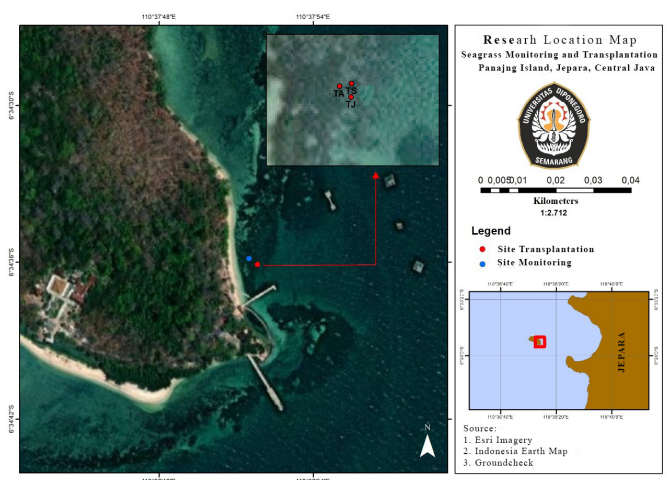 110°37'48"E 110°37'54"E
6°34'30"S
6°34'36"S
6°34'42"S
TA TS
TJ
N
Researh Location Map
Seagrass Monitoring and Transplantation
Panajng Island, Jepara, Central Java
UNIVERSITAS DIPONEGORO
SEMARANG
0 0,0050,01 0,02 0,03 0,04
Kilometers
1:2.712
Legend
Site Transplantation
Site Monitoring
JEPARA
Source:
1. Esri Imagery
2. Indonesia Earth Map
3. Groundcheck